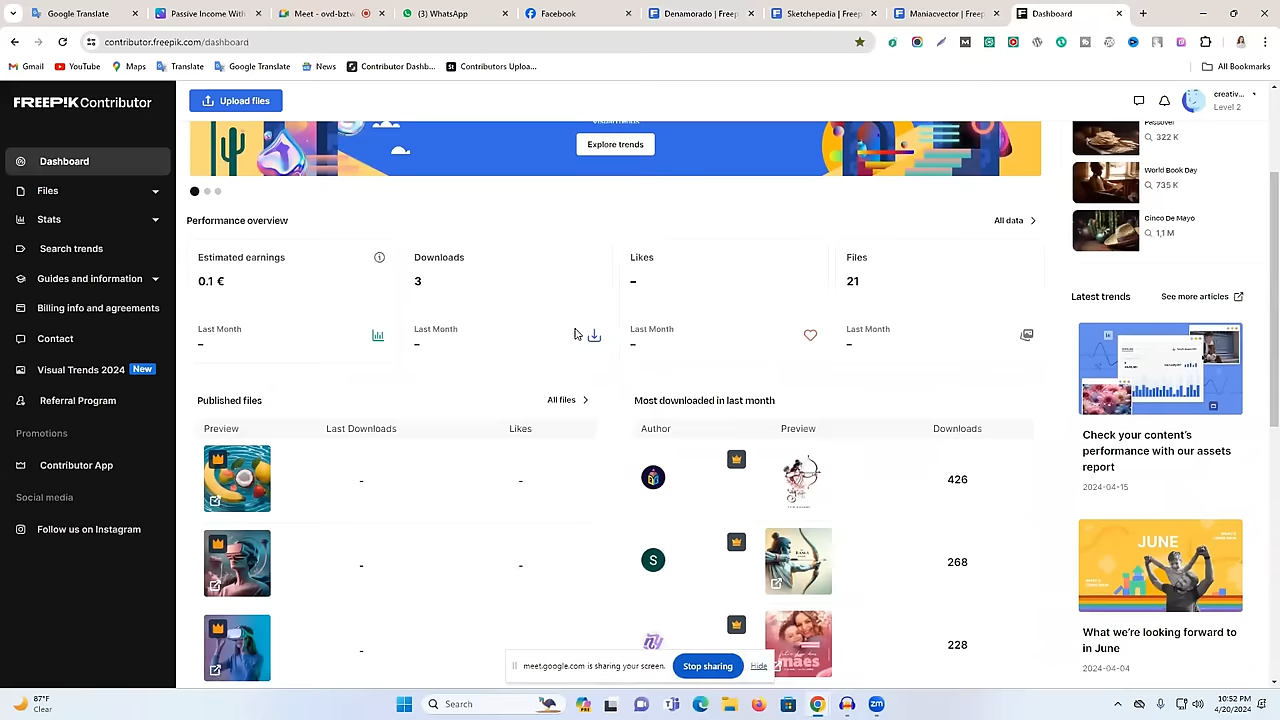 Google Translate
Passive Income With
Meet - ovd-bztw
(3) WhatsApp
Facebook
Denamorado | Freep
Sketchepedia | Freep
Maniacvector | Freep
Dashboard
contributor.freepik.com/dashboard
Gmail
YouTube
Maps
Translate
Google Translate
News
Contributor Dashb...
Contributors Uploa...
All Bookmarks
FREEP!K Contributor
Upload files
creativ...
Level 2
Dashboard
Files
Stats
Search trends
Guides and information
Billing info and agreements
Contact
Visual Trends 2024 New
Referral Program
Promotions
Contributor App
Social media
Follow us on Instagram
Explore trends
Passover
322 K
World Book Day
735 K
Cinco De Mayo
1,1 M
Performance overview
All data
Estimated earnings
0.1 €
Last Month
–
Downloads
3
Last Month
–
Likes
–
Last Month
–
Files
21
Last Month
–
Latest trends
See more articles
Check your content's
performance with our assets
report
2024-04-15
JUNE
What we're looking forward to
in June
2024-04-04
Published files
All files
Preview
Last Downloads
Likes
-
-
-
-
-
Most downloaded in last month
Author
Preview
Downloads
426
S
268
228
mães
meet.google.com is sharing your screen.
Stop sharing
Hide
87°F
Clear
Search
10:52 PM
4/20/2024